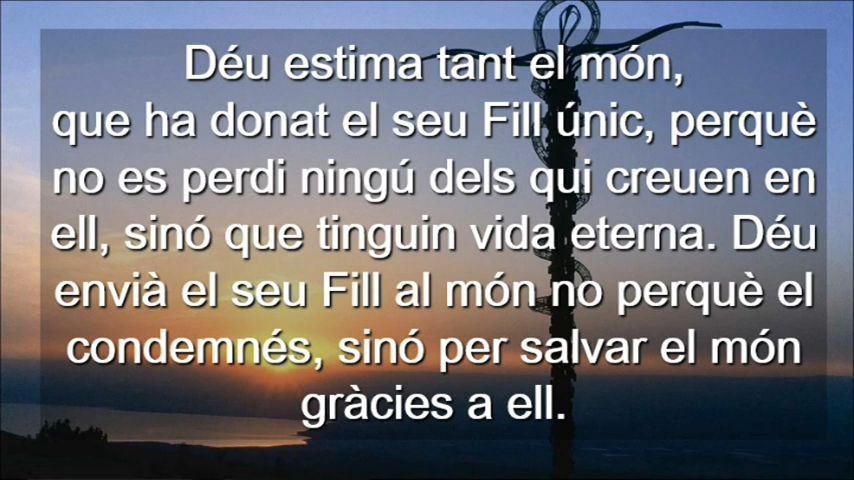 Déu estima tant el món,
que ha donat el seu Fill únic, perquè
no es perdi ningú dels qui creuen en
ell, sinó que tinguin vida eterna. Déu
envià el seu Fill al món no perquè el
condemnés, sinó per salvar el món
gràcies a ell.